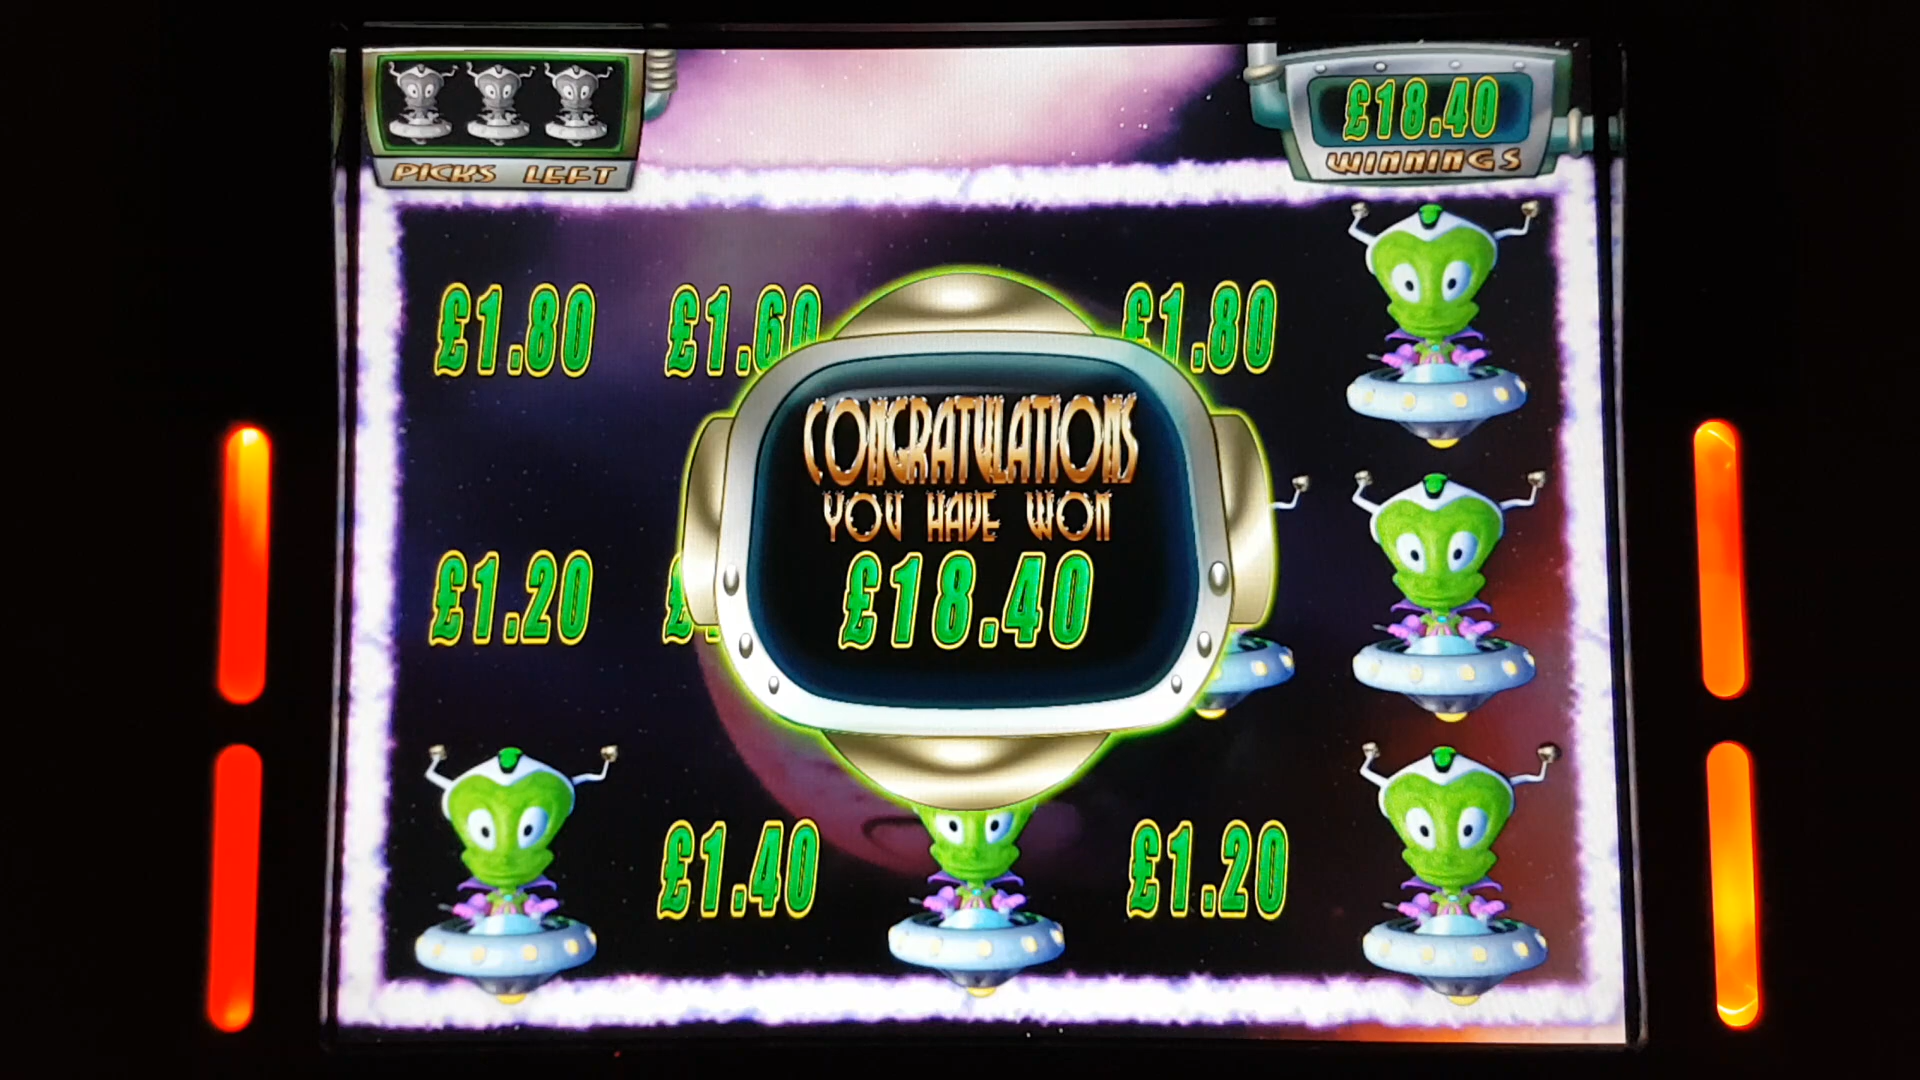 £18.40
PICKS LEFT
WINNINGS
£1.80 £1.60 £1.80
CONGRATULATIONS
YOU HAVE WON
£18.40
£1.20
£1.40 £1.20